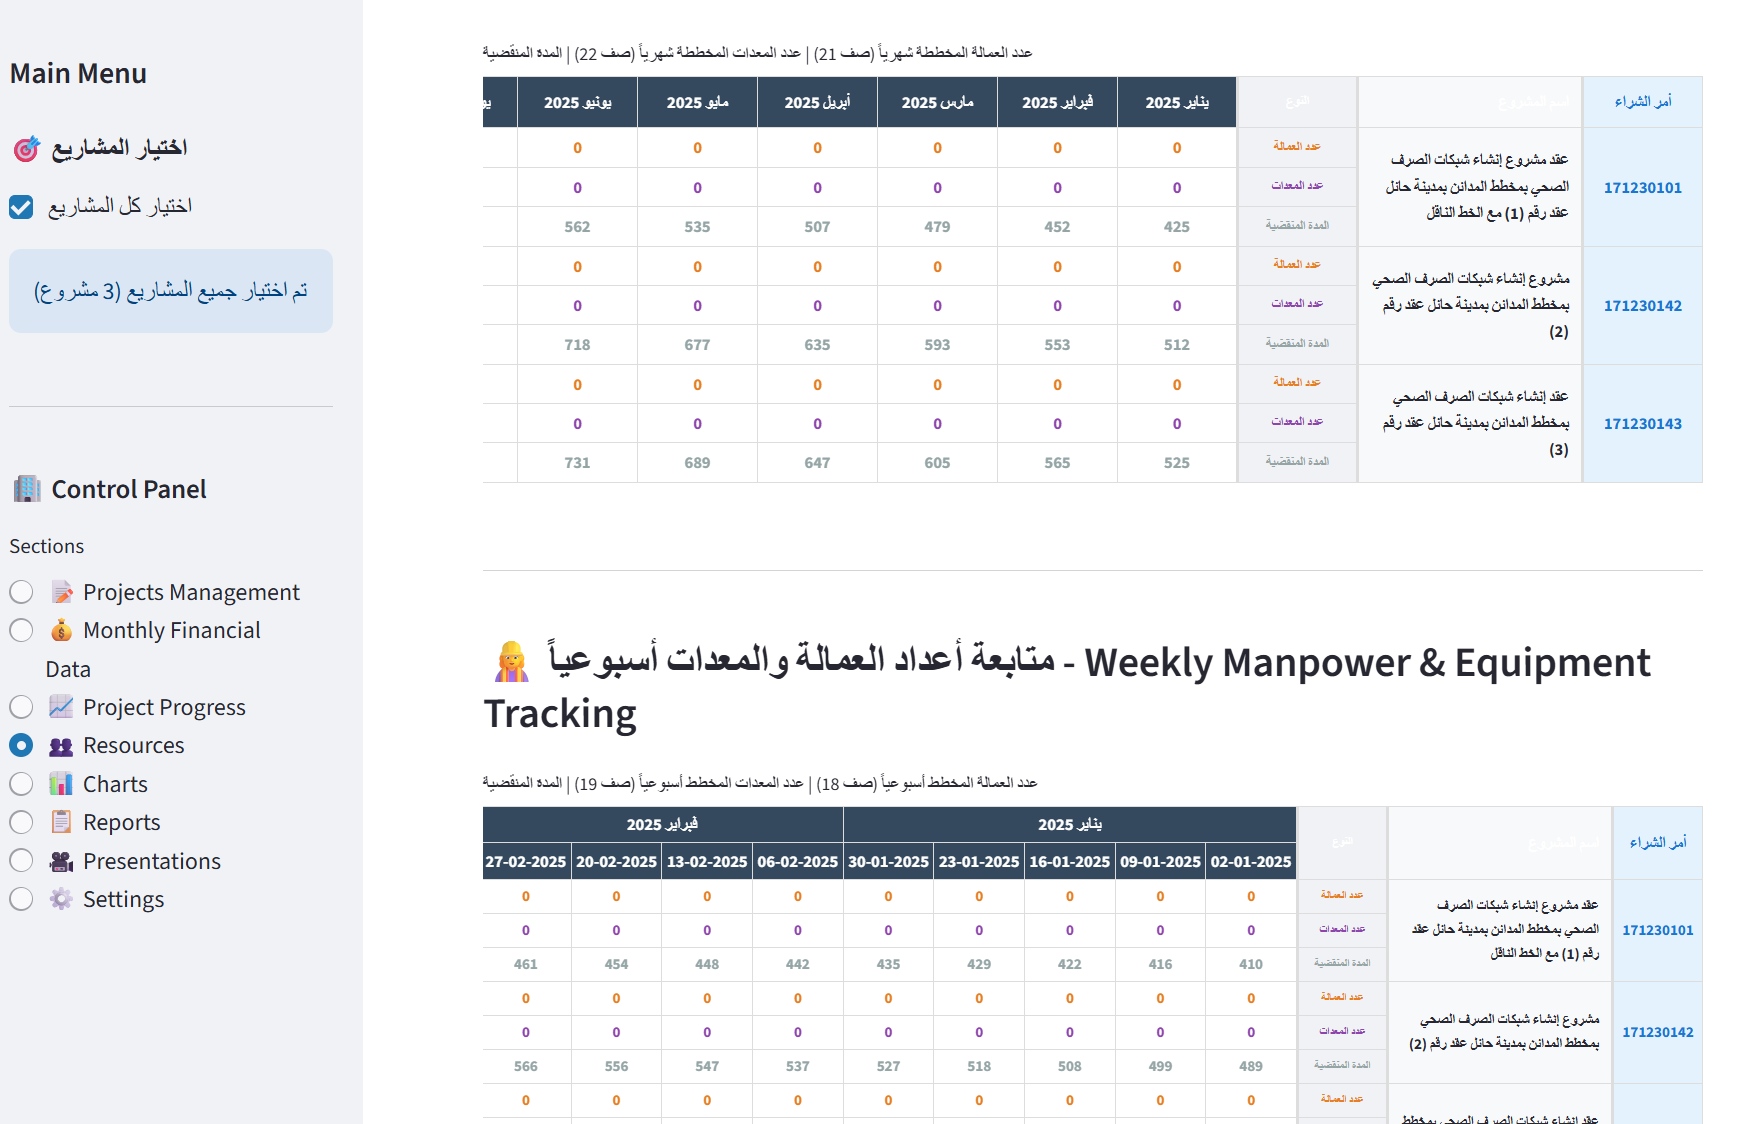 Main Menu
اختيار المشاريع
اختيار كل المشاريع
تم اختيار جميع المشاريع (3 مشروع)
Control Panel
Sections
Projects Management
Monthly Financial
Data
Project Progress
Resources
Charts
Reports
Presentations
Settings
عدد العمالة المخططة شهرياً (صف 21) | عدد المعدات المخططة شهرياً (صف 22) | المدة المنقضية
أمر الشراء اسم المشروع النوع يناير 2025 فبراير 2025 مارس 2025 أبريل 2025 مايو 2025 يونيو 2025
عقد مشروع إنشاء شبكات الصرف
الصحي بمخطط المدائن بمدينة حائل
عقد رقم (1) مع الخط الناقل
171230101
عدد العمالة 0 0 0 0 0 0
عدد المعدات 0 0 0 0 0 0
المدة المنقضية 425 452 479 507 535 562
مشروع إنشاء شبكات الصرف الصحي
بمخطط المدائن بمدينة حائل عقد رقم
(2)
171230142
عدد العمالة 0 0 0 0 0 0
عدد المعدات 0 0 0 0 0 0
المدة المنقضية 512 553 593 635 677 718
عقد إنشاء شبكات الصرف الصحي
بمخطط المدائن بمدينة حائل عقد رقم
(3)
171230143
عدد العمالة 0 0 0 0 0 0
عدد المعدات 0 0 0 0 0 0
المدة المنقضية 525 565 605 647 689 731
متابعة أعداد العمالة والمعدات أسبوعياً - Weekly Manpower & Equipment
Tracking
عدد العمالة المخطط أسبوعياً (صف 18) | عدد المعدات المخطط أسبوعياً (صف 19) | المدة المنقضية
أمر الشراء اسم المشروع النوع يناير 2025 فبراير 2025
02-01-2025 09-01-2025 16-01-2025 23-01-2025 30-01-2025 06-02-2025 13-02-2025 20-02-2025 27-02-2025
عقد مشروع إنشاء شبكات الصرف
الصحي بمخطط المدائن بمدينة حائل عقد
رقم (1) مع الخط الناقل
171230101
عدد العمالة 0 0 0 0 0 0 0 0 0
عدد المعدات 0 0 0 0 0 0 0 0 0
المدة المنقضية 410 416 422 429 435 442 448 454 461
مشروع إنشاء شبكات الصرف الصحي
بمخطط المدائن بمدينة حائل عقد رقم (2)
171230142
عدد العمالة 0 0 0 0 0 0 0 0 0
عدد المعدات 0 0 0 0 0 0 0 0 0
المدة المنقضية 489 499 508 518 527 537 547 556 566
عقد إنشاء شبكات الصرف الصحي بمخطط
عدد العمالة 0 0 0 0 0 0 0 0 0